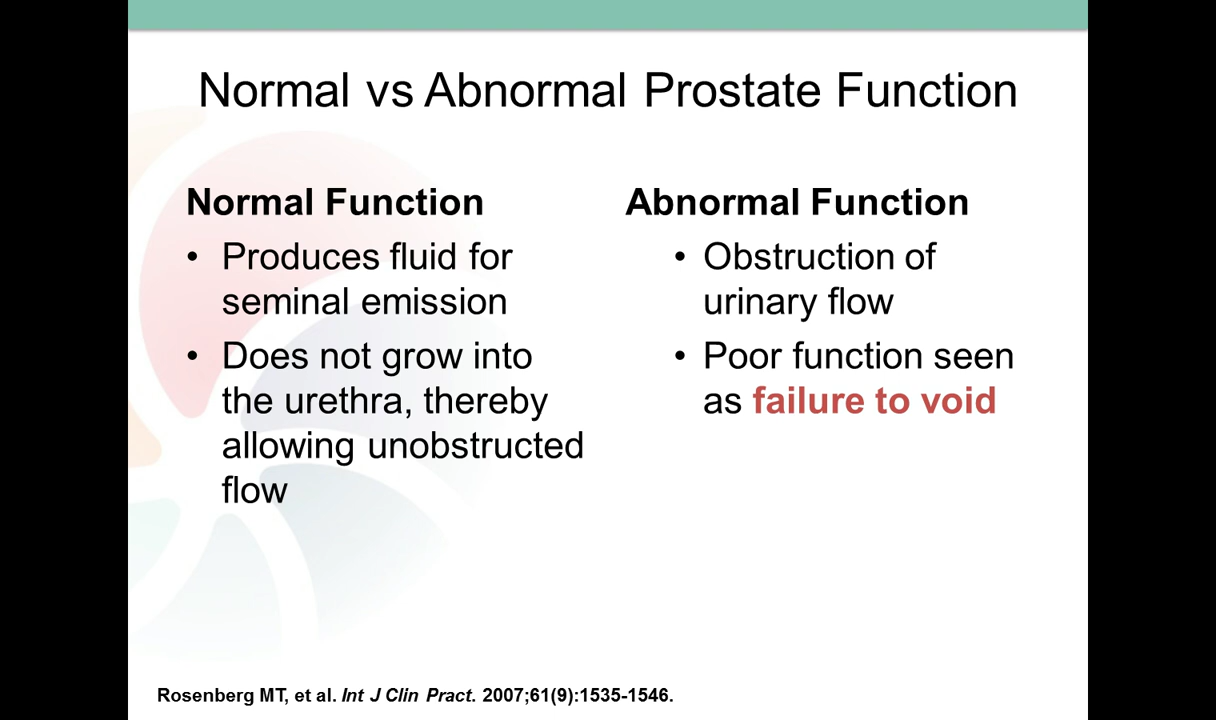 Normal vs Abnormal Prostate Function
Normal Function
• Produces fluid for
seminal emission
• Does not grow into
the urethra, thereby
allowing unobstructed
flow
Abnormal Function
• Obstruction of
urinary flow
• Poor function seen
as failure to void
Rosenberg MT, et al. Int J Clin Pract. 2007;61(9):1535-1546.